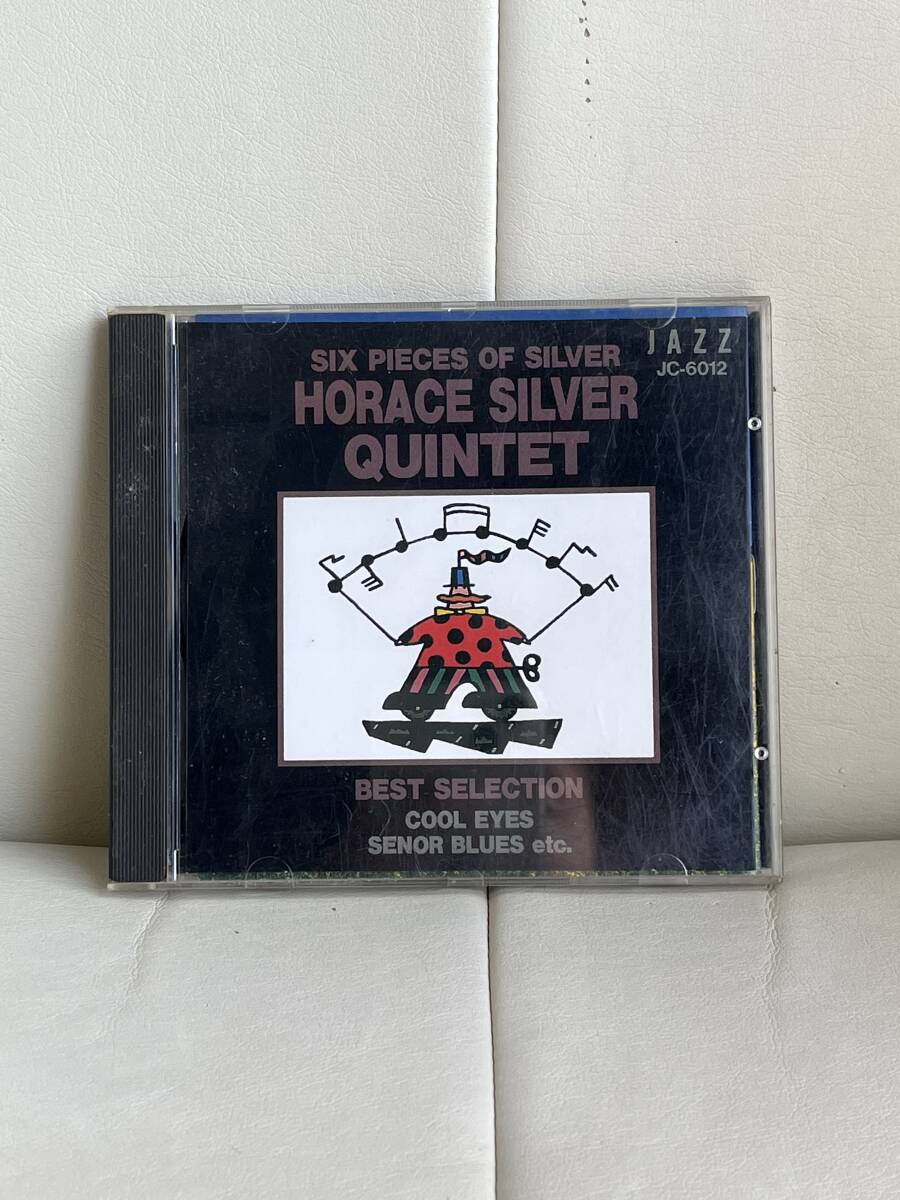 JAZZ
JC-6012
SIX PIECES OF SILVER
HORACE SILVER
QUINTET
BEST SELECTION
COOL EYES
SENOR BLUES etc.